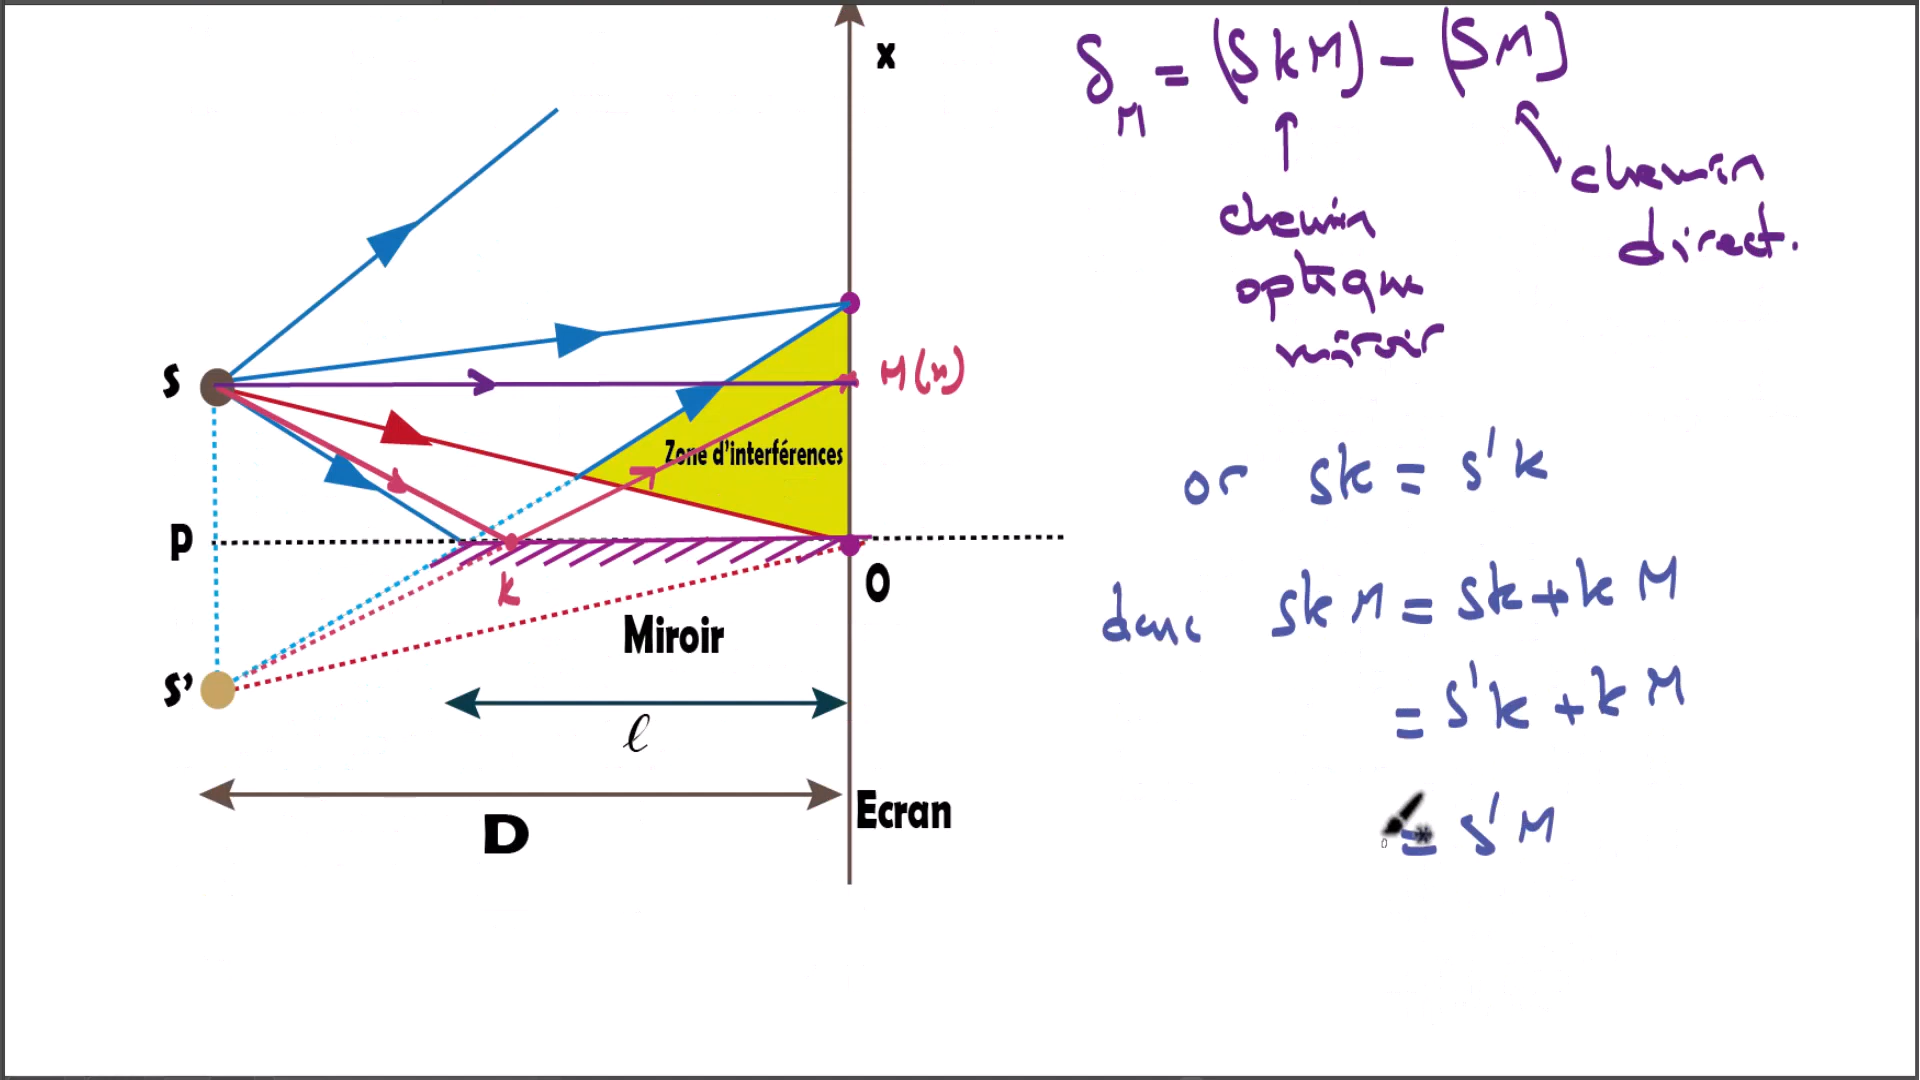 x
S
M(x)
Zone d'interférences
P
K
O
Miroir
S'
ℓ
D
Ecran
δM = (SKM) - (SM)
chemin
optique
miroir
chemin
direct.
or SK = S'K
donc SKM = SK + KM
= S'K + KM
= S'M